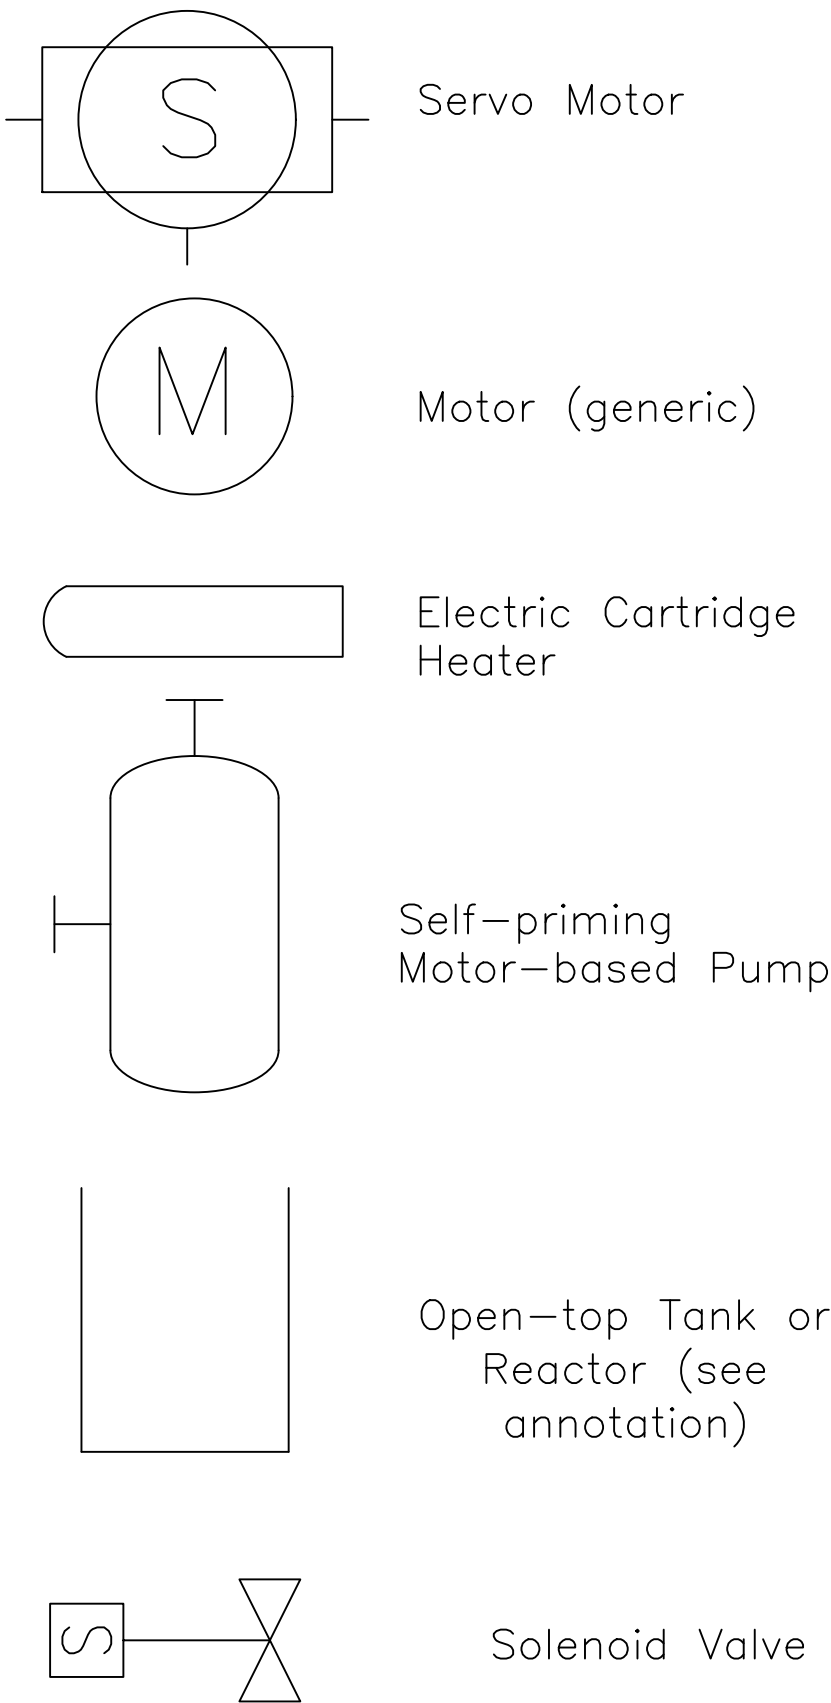 S
Servo Motor
M
Motor (generic)
Electric Cartridge
Heater
Self-priming
Motor-based Pump
Open-top Tank or
Reactor (see
annotation)
S
Solenoid Valve